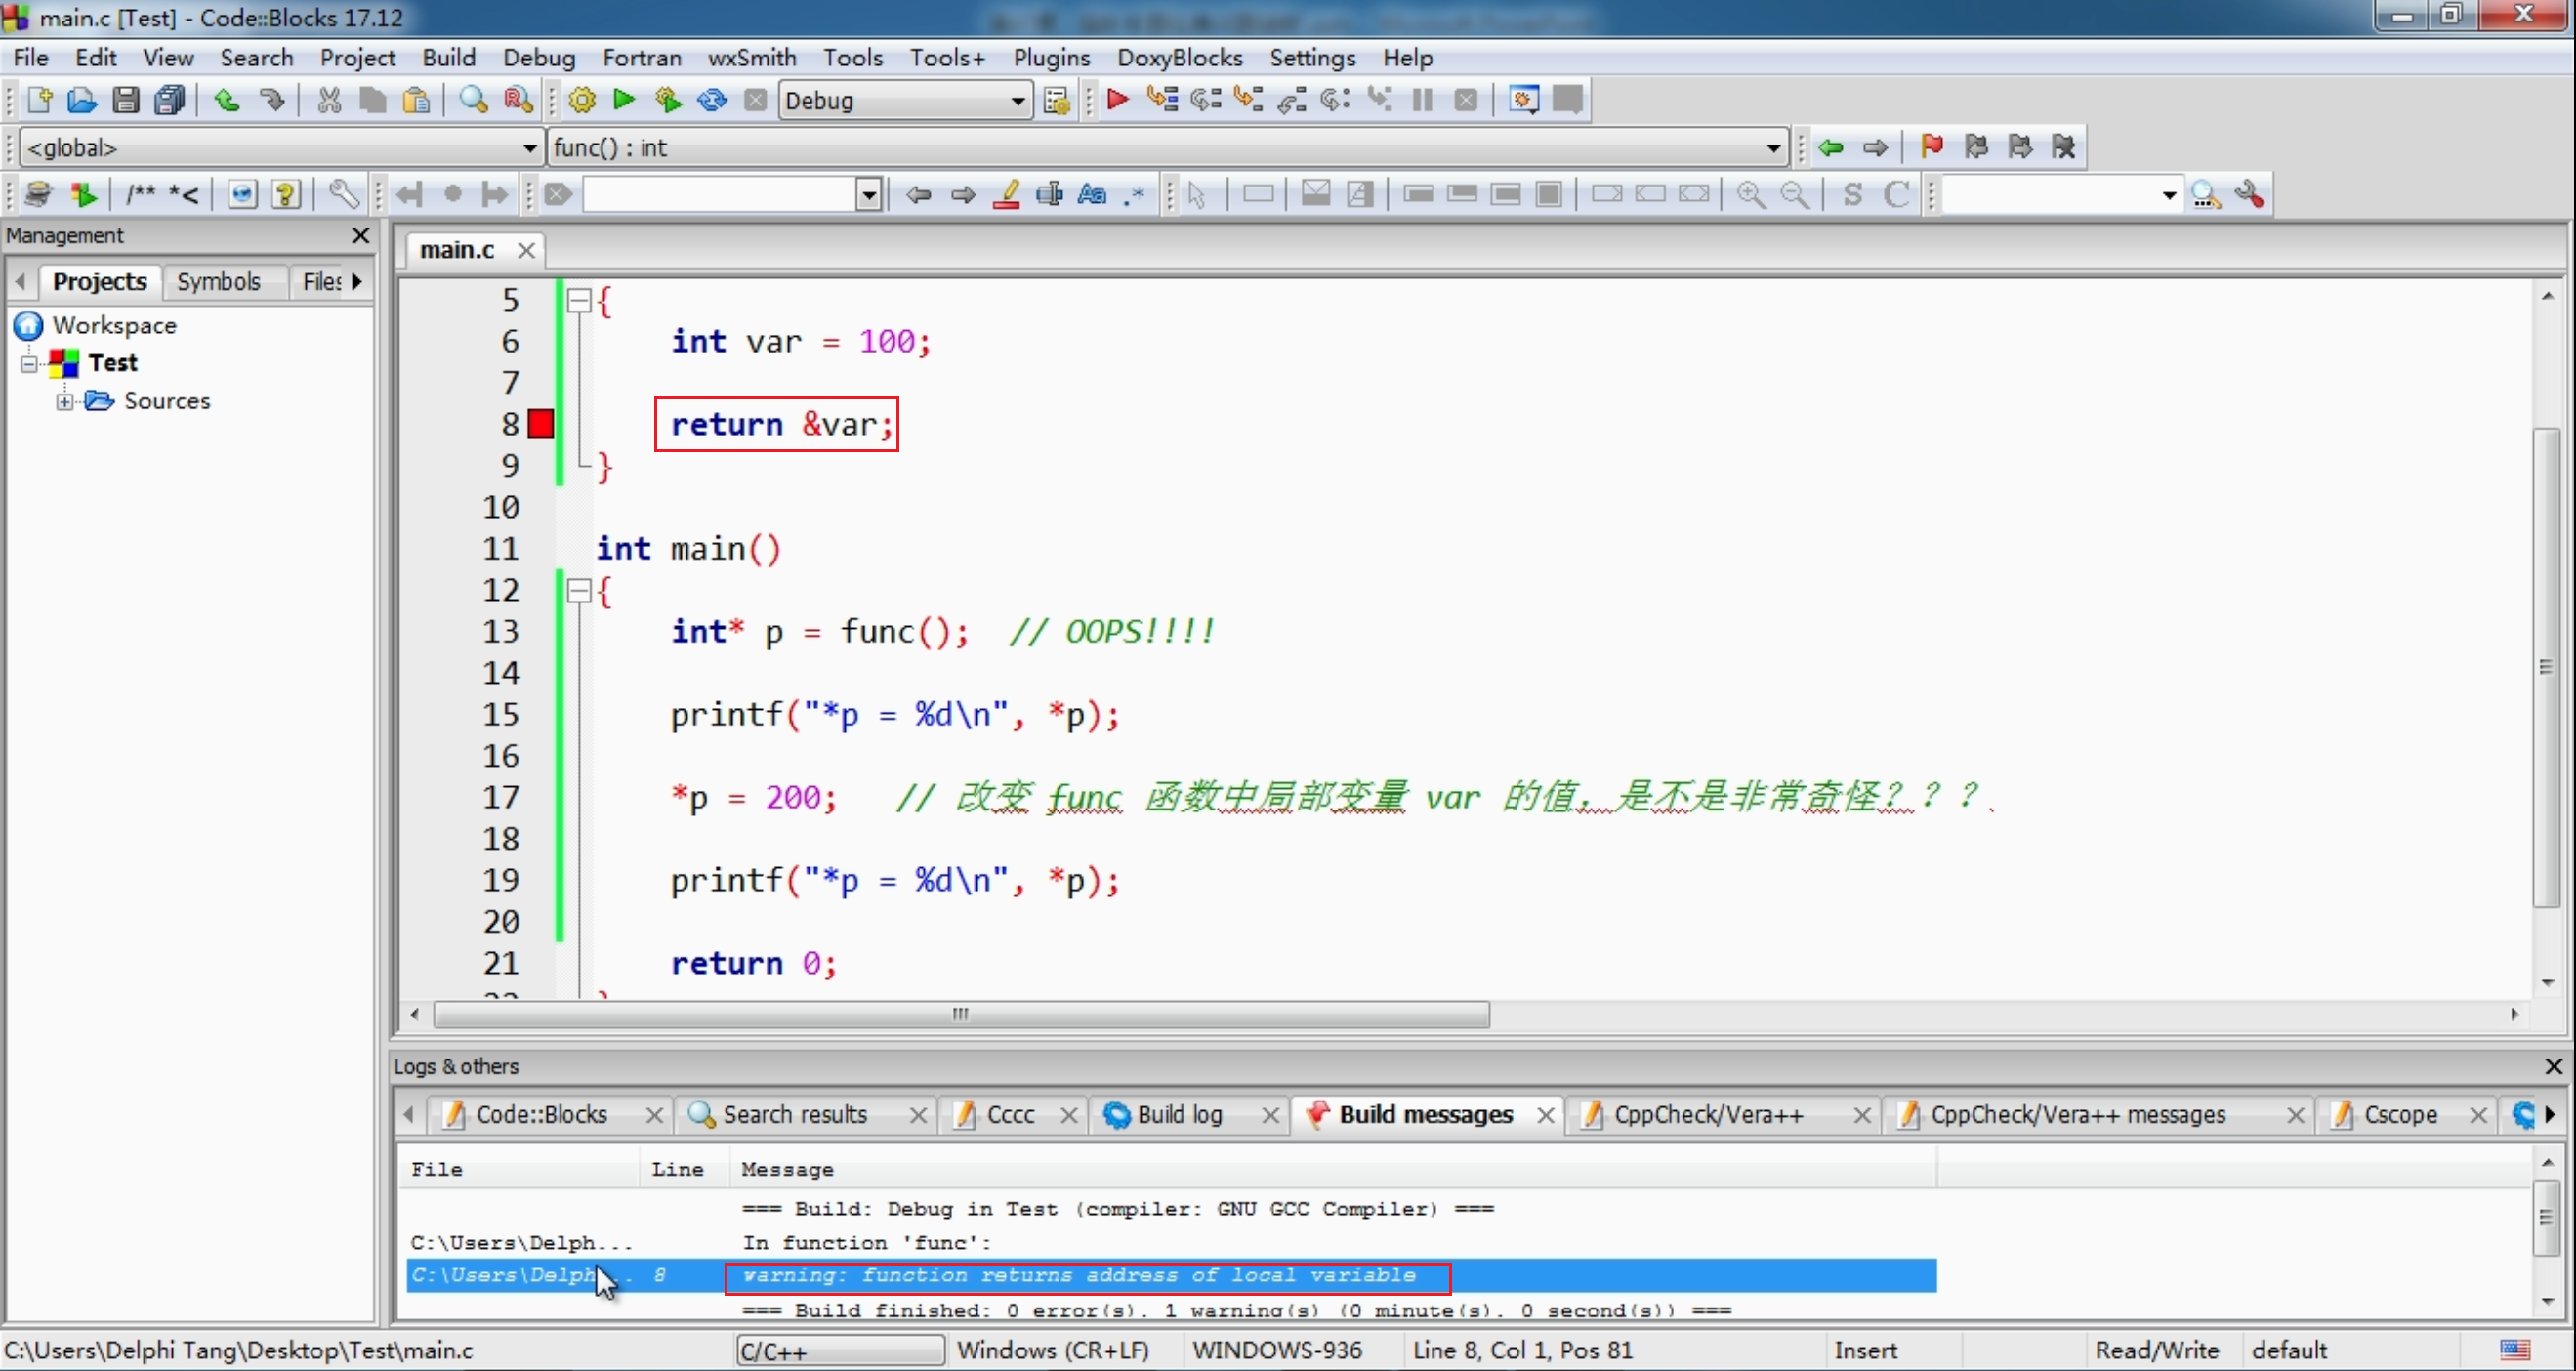 main.c [Test] - Code::Blocks 17.12
File Edit View Search Project Build Debug Fortran wxSmith Tools Tools+ Plugins DoxyBlocks Settings Help
Debug
<global> func() : int
/** *<
Management
main.c
Projects Symbols Files
Workspace
Test
Sources
5 {
6 int var = 100;
7
8 return &var;
9 }
10
11 int main()
12 {
13 int* p = func(); // OOPS!!!!
14
15 printf("*p = %d\n", *p);
16
17 *p = 200; // 改变 func 函数中局部变量 var 的值，是不是非常奇怪？？？
18
19 printf("*p = %d\n", *p);
20
21 return 0;
Logs & others
Code::Blocks Search results Cccc Build log Build messages CppCheck/Vera++ CppCheck/Vera++ messages Cscope
File Line Message
=== Build: Debug in Test (compiler: GNU GCC Compiler) ===
C:\Users\Delph... In function 'func':
C:\Users\Delph... 8 warning: function returns address of local variable
=== Build finished: 0 error(s), 1 warning(s) (0 minute(s), 0 second(s)) ===
C:\Users\Delphi Tang\Desktop\Test\main.c C/C++ Windows (CR+LF) WINDOWS-936 Line 8, Col 1, Pos 81 Insert Read/Write default